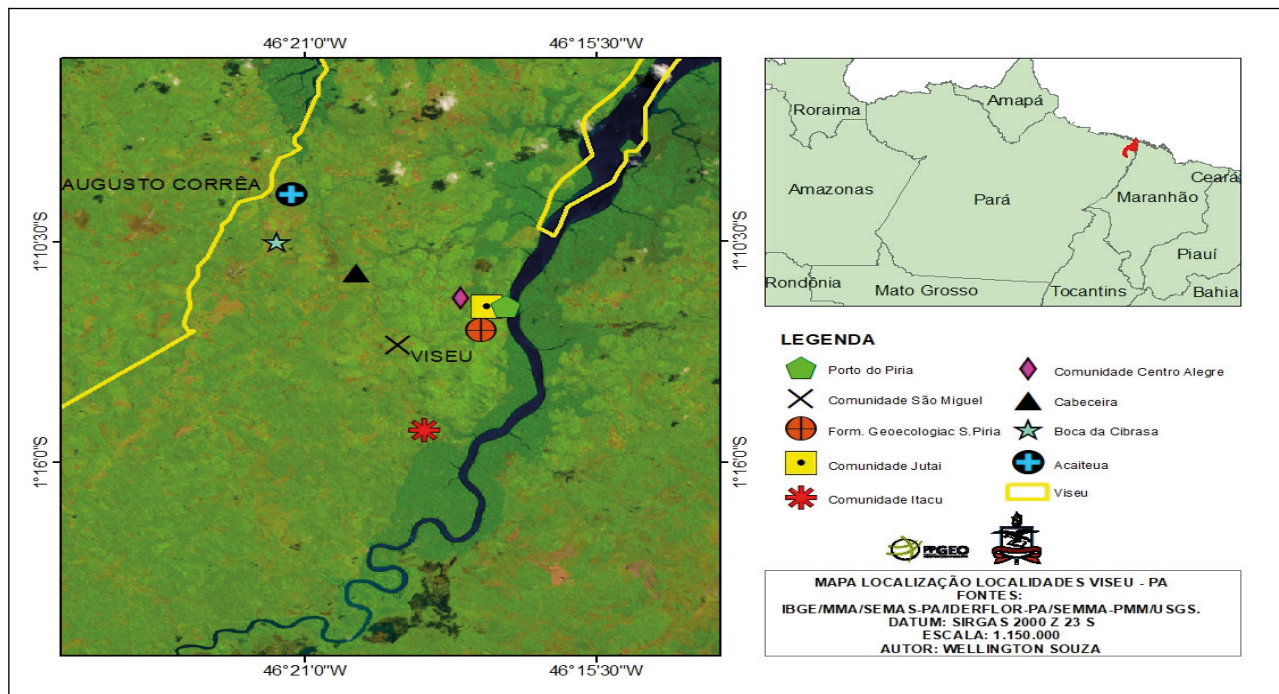 46°21'0"W
46°15'30"W
AUGUSTO CORRÊA
1°10'30"S
1°10'30"S
VISEU
1°16'0"S
1°16'0"S
46°21'0"W
46°15'30"W
Roraima
Amapá
Amazonas
Pará
Maranhão
Ceará
Piauí
Rondônia
Mato Grosso
Tocantins
Bahia
LEGENDA
Porto do Piria
Comunidade São Miguel
Form. Geoecologiac S.Piria
Comunidade Jutai
Comunidade Itacu
Comunidade Centro Alegre
Cabeceira
Boca da Cibrasa
Acaiteua
Viseu
PPGEO
MAPA LOCALIZAÇÃO LOCALIDADES VISEU - PA
FONTES:
IBGE/MMA/SEMAS-PA/IDERFLOR-PA/SEMMA-PMM/USGS.
DATUM: SIRGAS 2000 Z 23 S
ESCALA: 1.150.000
AUTOR: WELLINGTON SOUZA